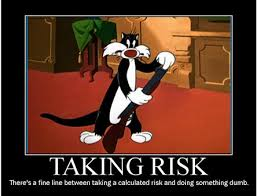 TAKING RISK
There's a fine line between taking a calculated risk and doing something dumb.